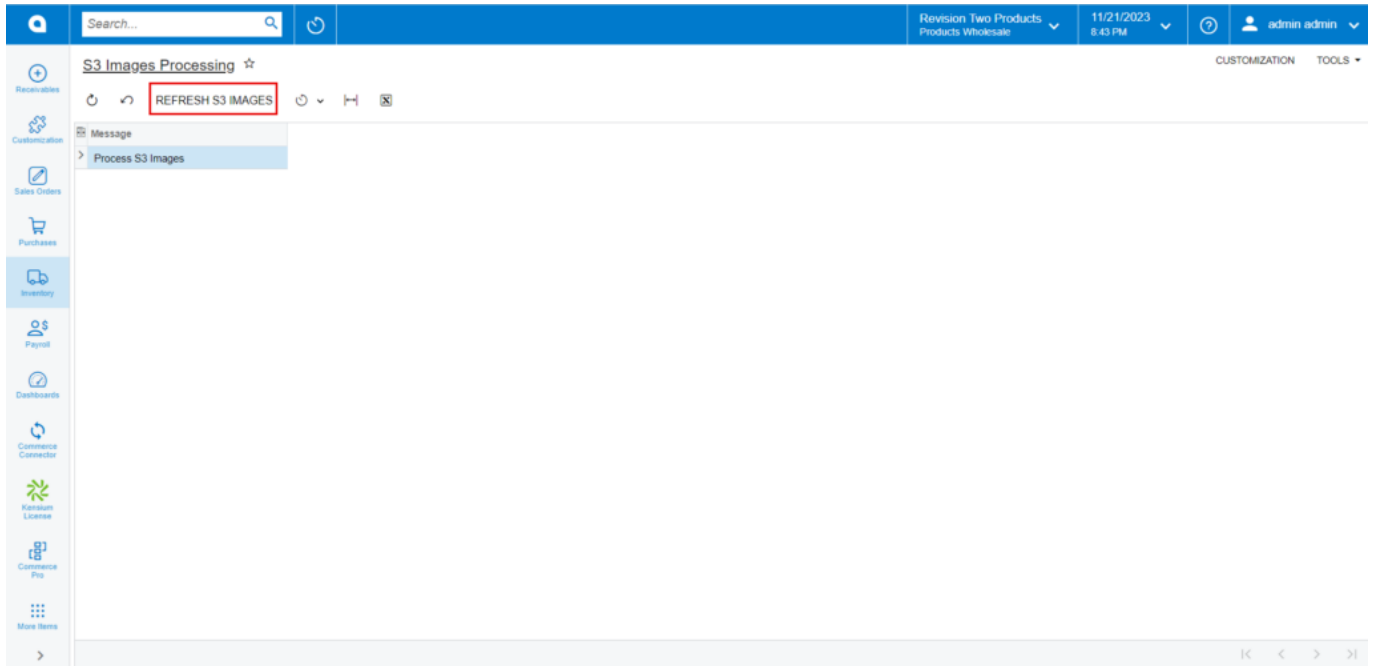 Search...
Revision Two Products
Products Wholesale
11/21/2023
8:43 PM
admin admin
Receivables
Customization
Sales Orders
Purchases
Inventory
Payroll
Dashboards
Commerce
Connector
Kensium
License
Commerce
Pro
More Items
S3 Images Processing
CUSTOMIZATION
TOOLS
REFRESH S3 IMAGES
Message
Process S3 Images